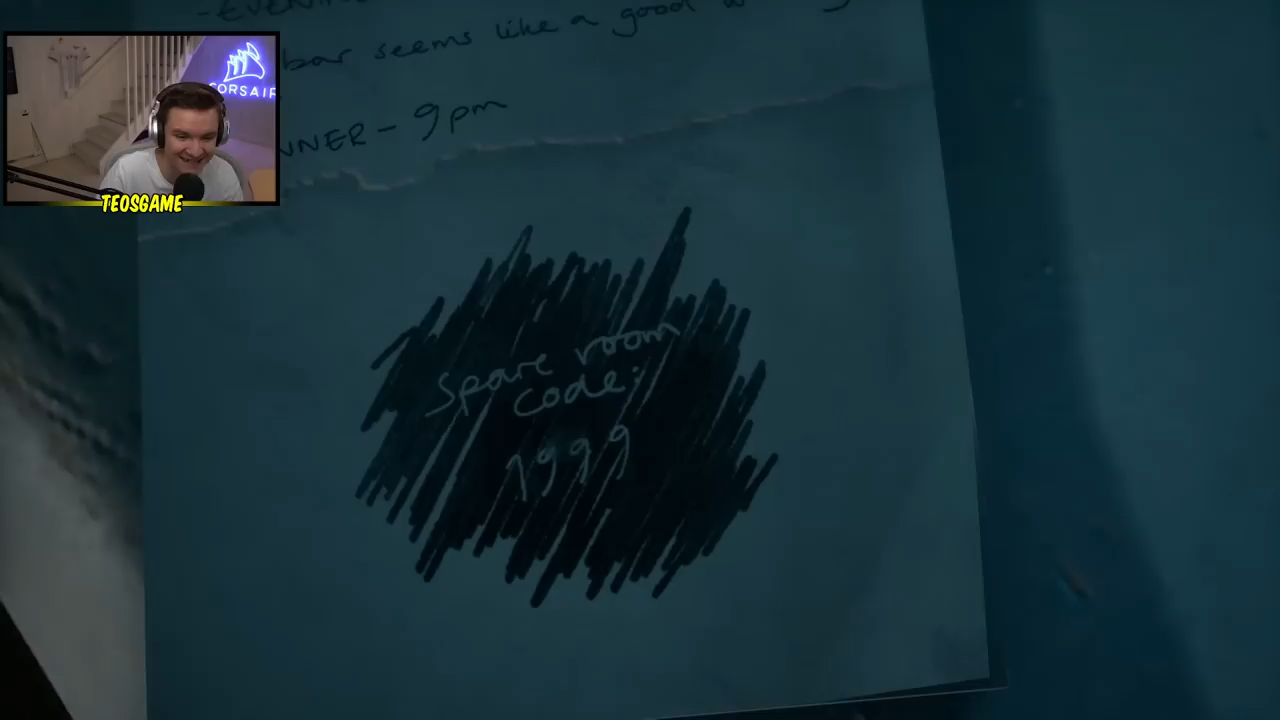 bar seems like a good
NNER - 9pm
CORSAIR
TEOSGAME
Spare room
code:
1999